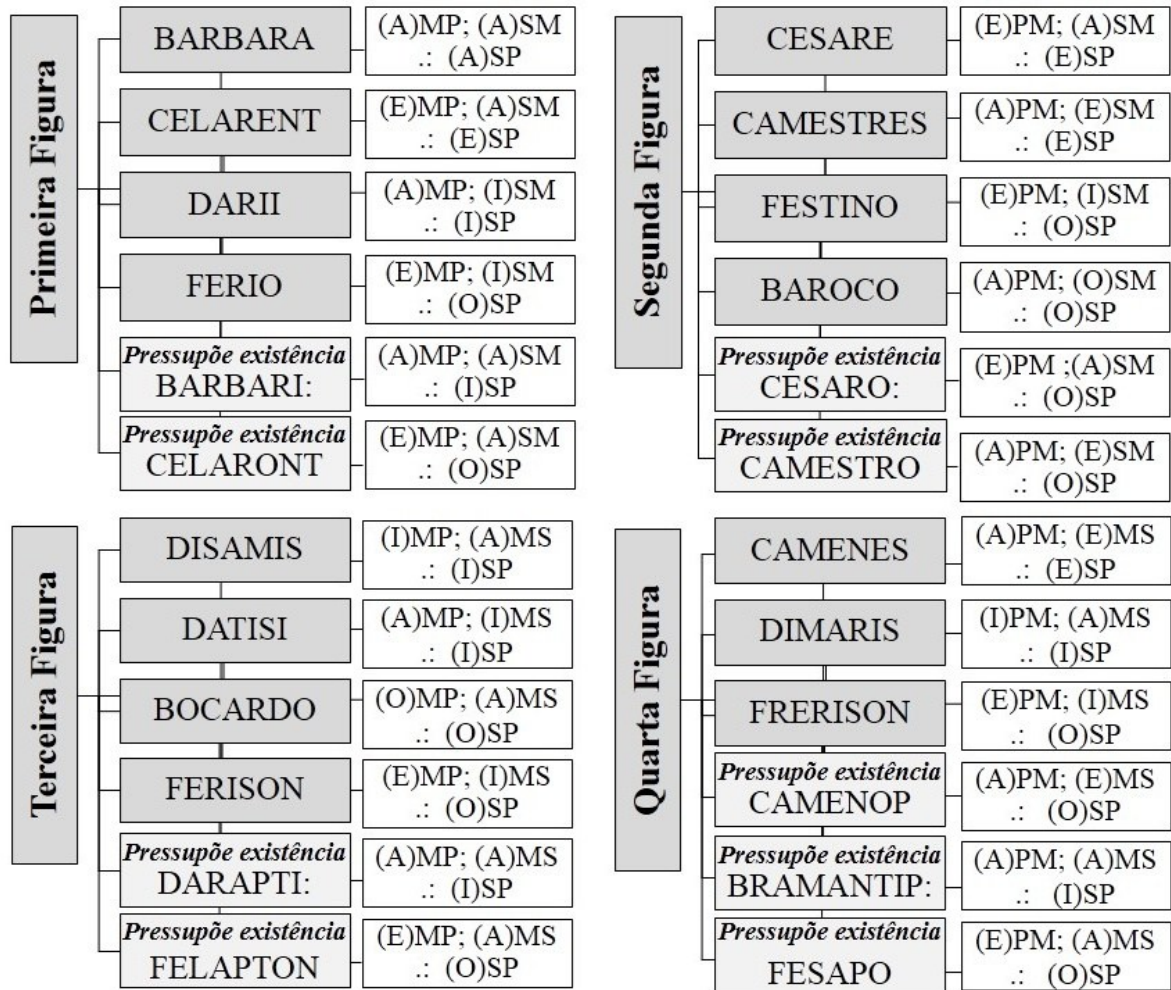 Primeira Figura
BARBARA
(A)MP; (A)SM
.: (A)SP
CELARENT
(E)MP; (A)SM
.: (E)SP
DARII
(A)MP; (I)SM
.: (I)SP
FERIO
(E)MP; (I)SM
.: (O)SP
Pressupõe existência
BARBARI:
(A)MP; (A)SM
.: (I)SP
Pressupõe existência
CELARONT
(E)MP; (A)SM
.: (O)SP
Segunda Figura
CESARE
(E)PM; (A)SM
.: (E)SP
CAMESTRES
(A)PM; (E)SM
.: (E)SP
FESTINO
(E)PM; (I)SM
.: (O)SP
BAROCO
(A)PM; (O)SM
.: (O)SP
Pressupõe existência
CESARO:
(E)PM ;(A)SM
.: (O)SP
Pressupõe existência
CAMESTRO
(A)PM; (E)SM
.: (O)SP
Terceira Figura
DISAMIS
(I)MP; (A)MS
.: (I)SP
DATISI
(A)MP; (I)MS
.: (I)SP
BOCARDO
(O)MP; (A)MS
.: (O)SP
FERISON
(E)MP; (I)MS
.: (O)SP
Pressupõe existência
DARAPTI:
(A)MP; (A)MS
.: (I)SP
Pressupõe existência
FELAPTON
(E)MP; (A)MS
.: (O)SP
Quarta Figura
CAMENES
(A)PM; (E)MS
.: (E)SP
DIMARIS
(I)PM; (A)MS
.: (I)SP
FRERISON
(E)PM; (I)MS
.: (O)SP
Pressupõe existência
CAMENOP
(A)PM; (E)MS
.: (O)SP
Pressupõe existência
BRAMANTIP:
(A)PM; (A)MS
.: (I)SP
Pressupõe existência
FESAPO
(E)PM; (A)MS
.: (O)SP